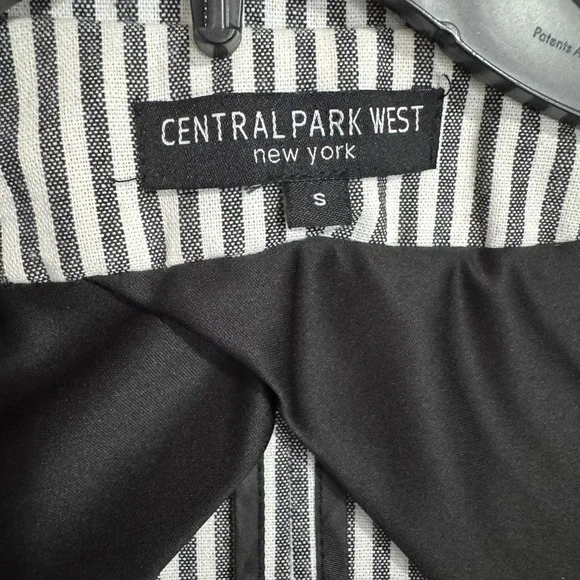 Patents A
CENTRAL PARK WEST
new york
S